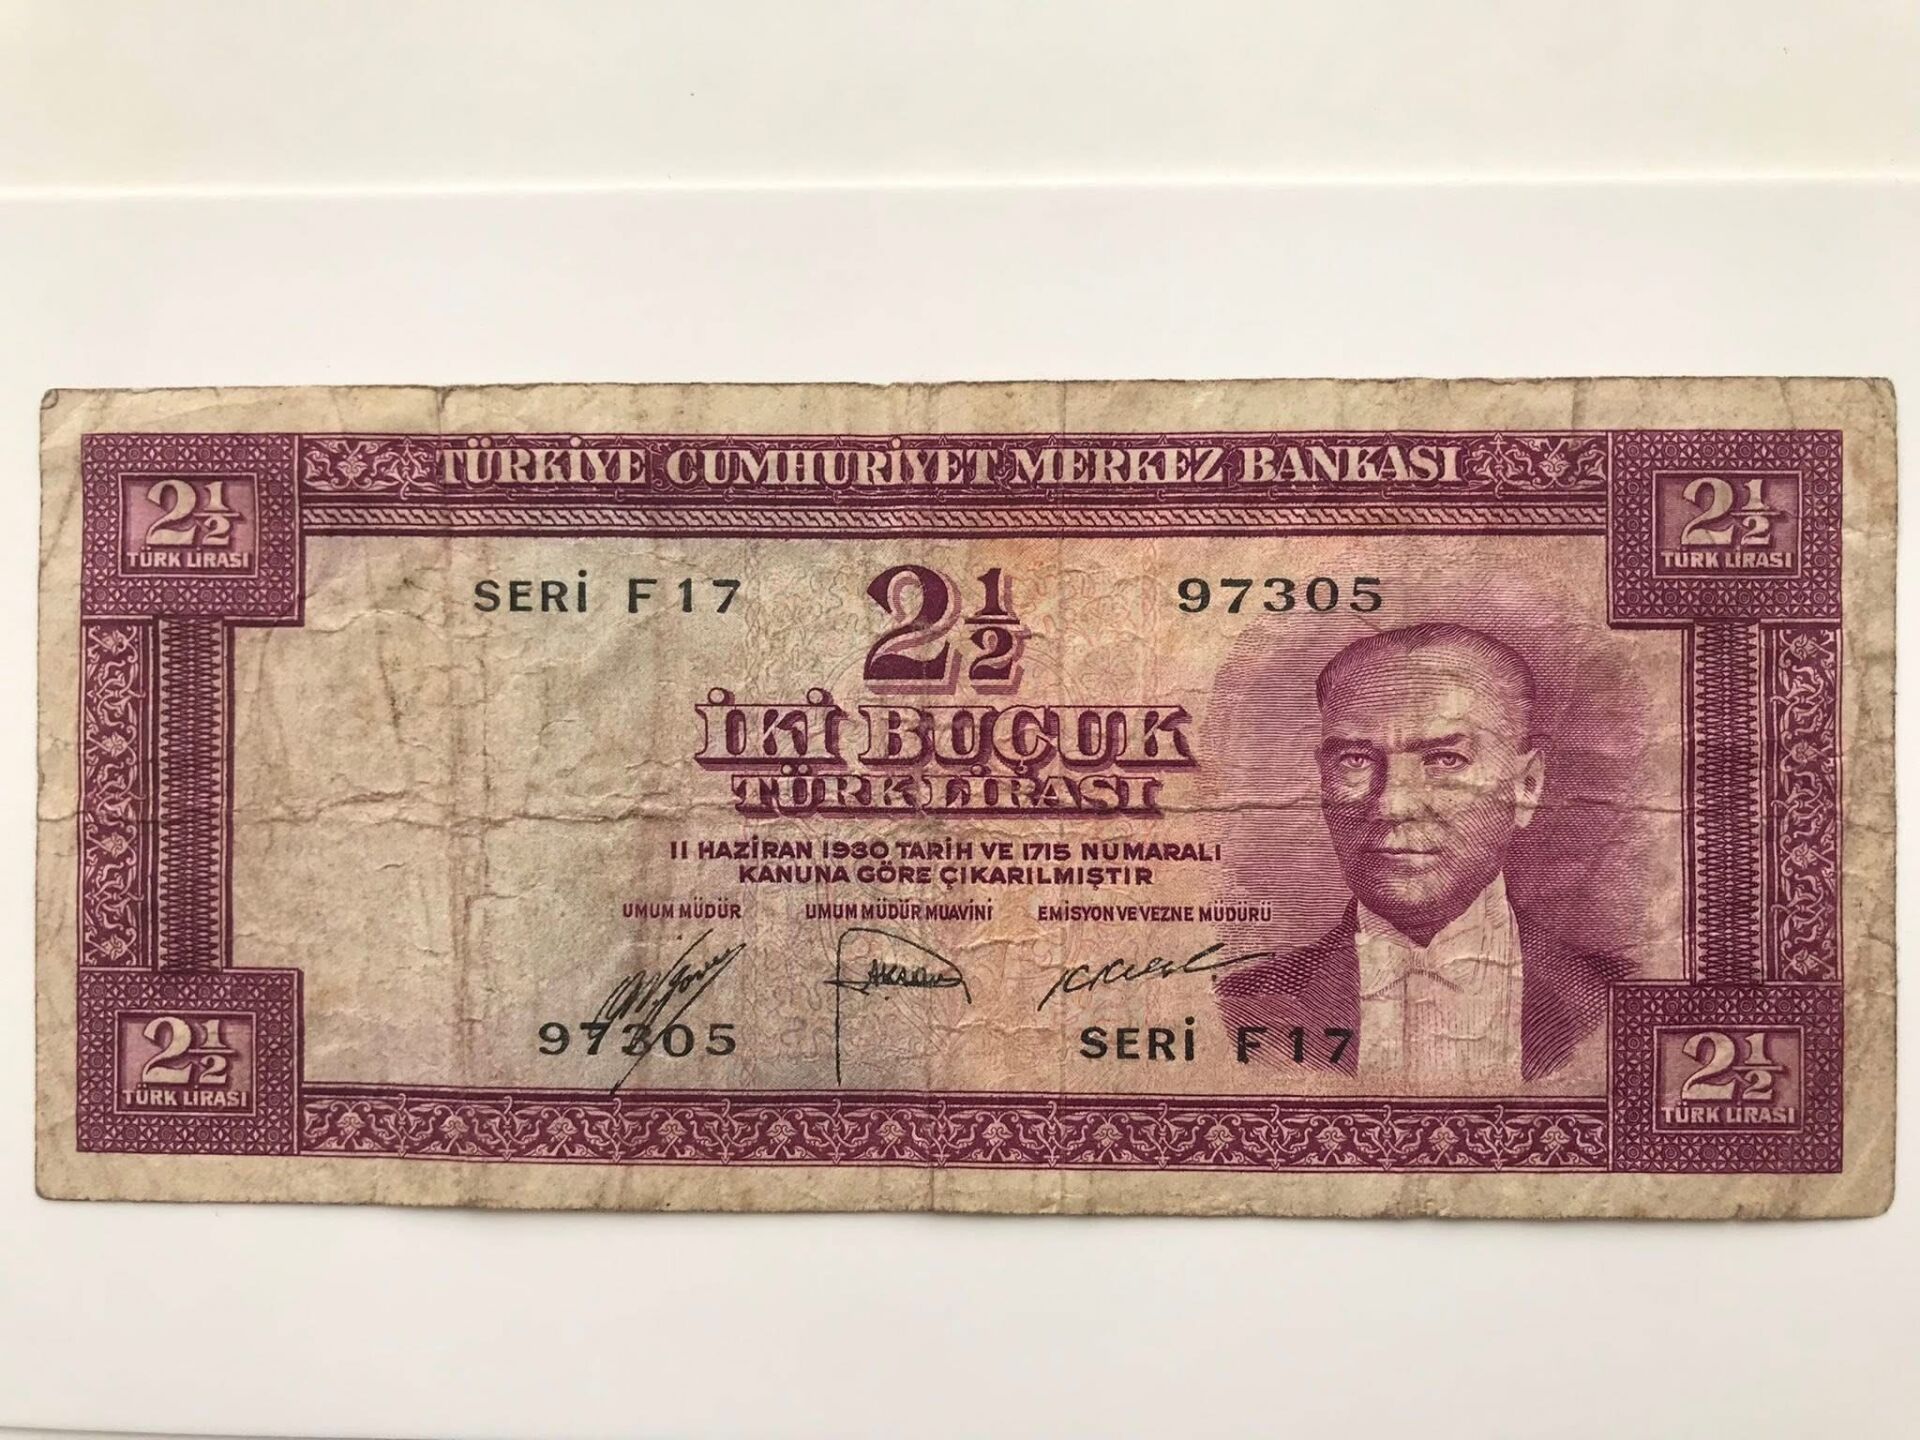 TÜRKİYE CUMHURİYET MERKEZ BANKASI
2½
TÜRK LİRASI
2½
TÜRK LİRASI
SERİ F 17
2½
97305
İKİ BUÇUK
TÜRK LİRASI
11 HAZİRAN 1930 TARİH VE 1715 NUMARALI
KANUNA GÖRE ÇIKARILMIŞTIR
UMUM MÜDÜR
UMUM MÜDÜR MUAVİNİ
EMİSYON VE VEZNE MÜDÜRÜ
97305
SERİ F 17
2½
TÜRK LİRASI
2½
TÜRK LİRASI